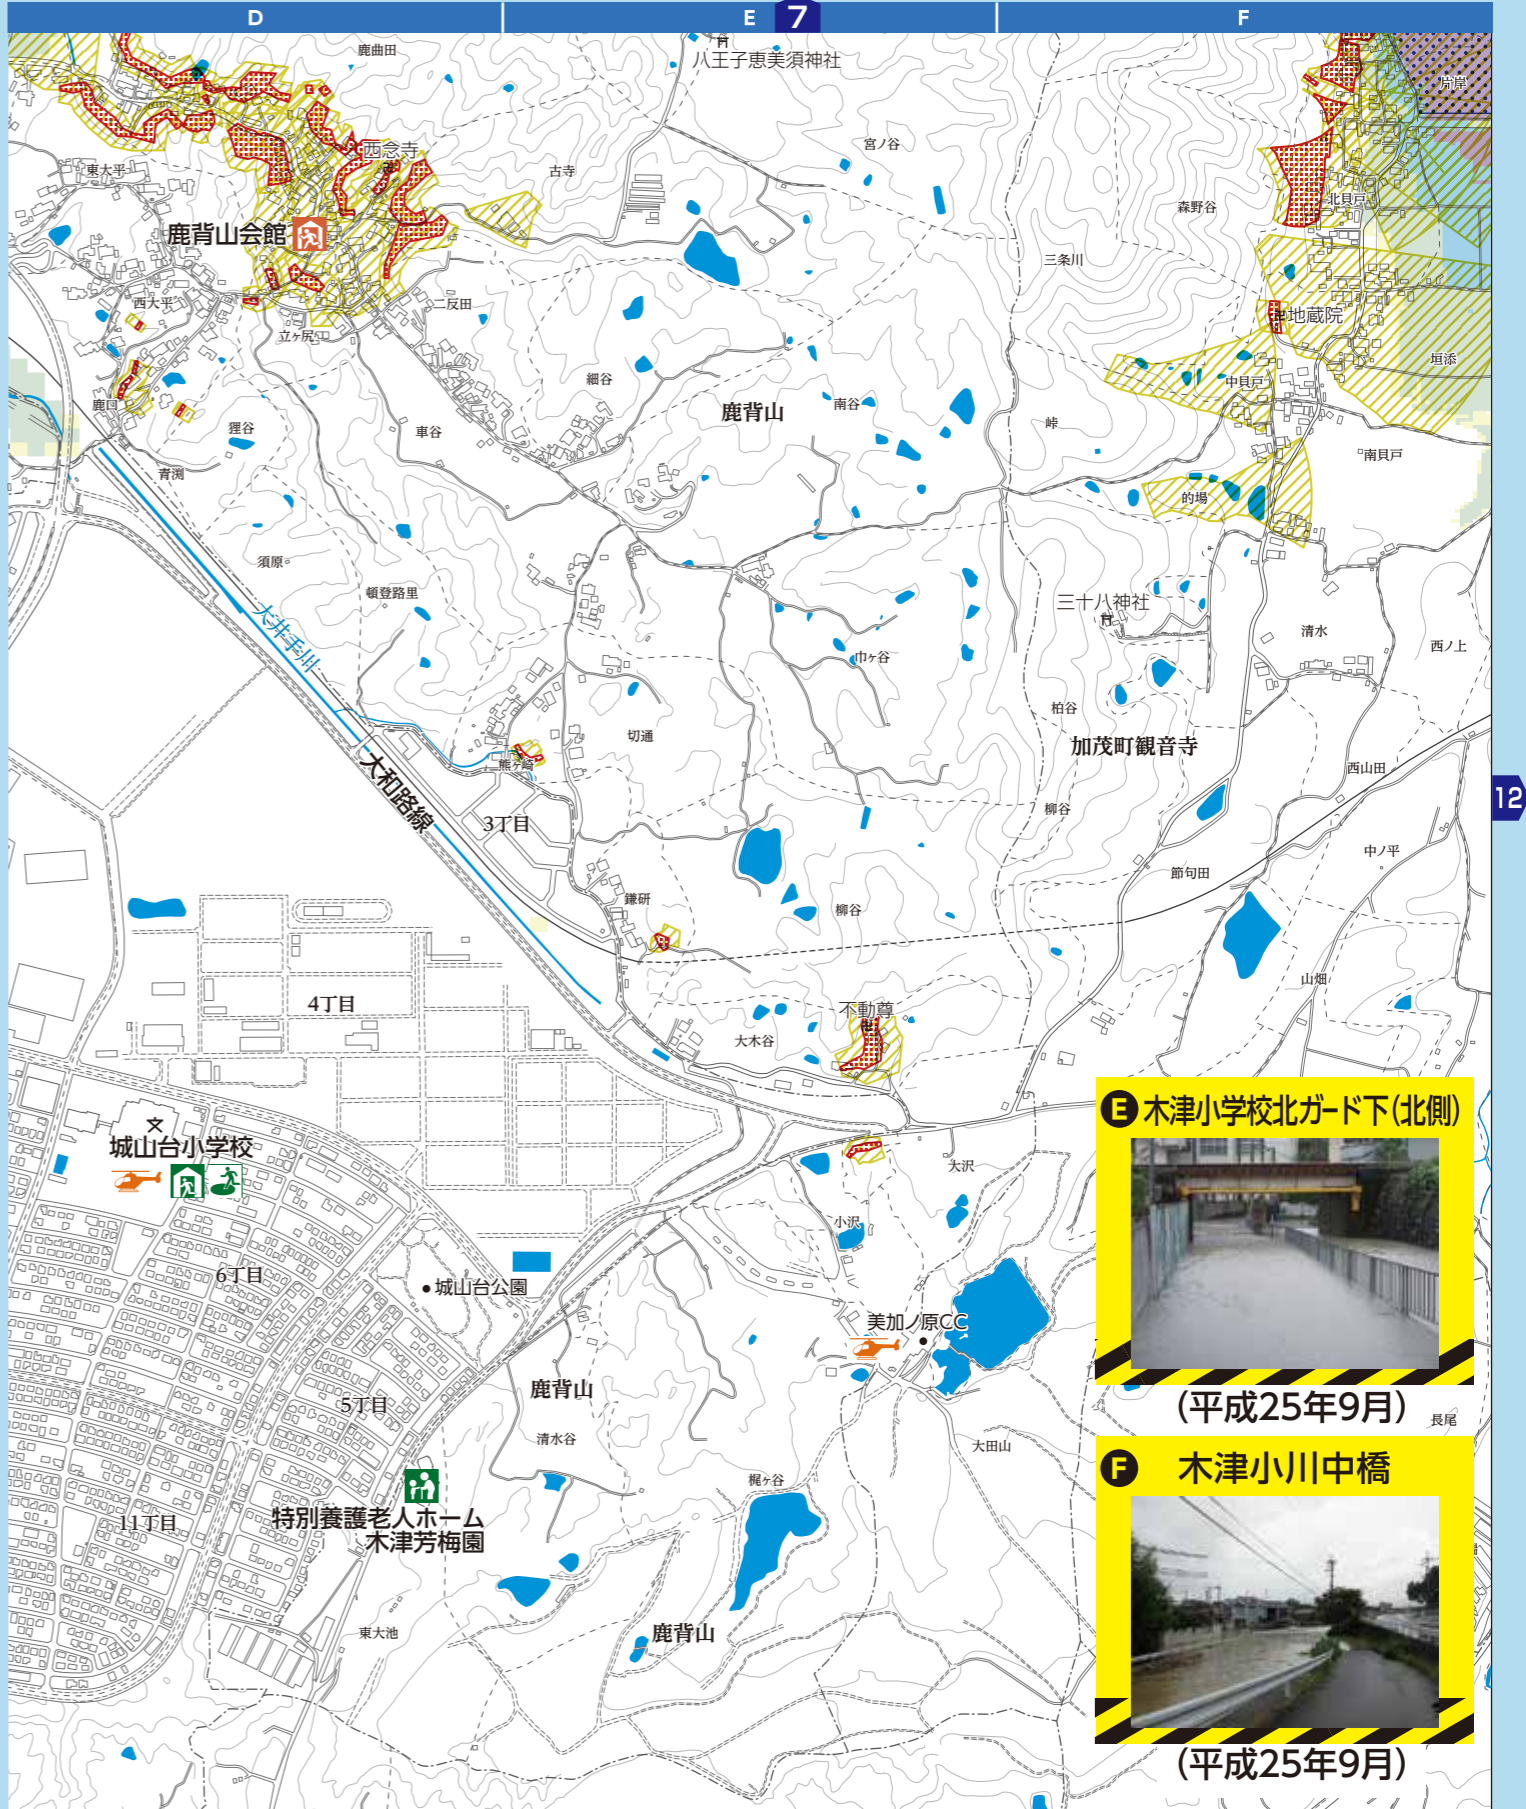 D
E
7
F
鹿曲田
八王子恵美須神社
片岸
西念寺
宮ノ谷
東大平
古寺
北貝戸
森野谷
鹿背山会館
三条川
西大平
二反田
地蔵院
立ヶ尻
垣添
細谷
中貝戸
鹿口
南谷
鹿背山
狸谷
車谷
峠
南貝戸
青渕
的場
須原
頓登路里
三十八神社
大井手川
清水
西ノ上
巾ヶ谷
柏谷
切通
加茂町観音寺
熊ヶ崎
西山田
大和路線
12
柳谷
3丁目
中ノ平
節句田
鎌研
柳谷
山畑
4丁目
不動尊
大木谷
E 木津小学校北ガード下(北側)
文
城山台小学校
大沢
小沢
6丁目
城山台公園
美加ノ原CC
鹿背山
5丁目
(平成25年9月)
長尾
清水谷
大田山
F 木津小川中橋
梶ヶ谷
11丁目
特別養護老人ホーム
木津芳梅園
東大池
鹿背山
(平成25年9月)